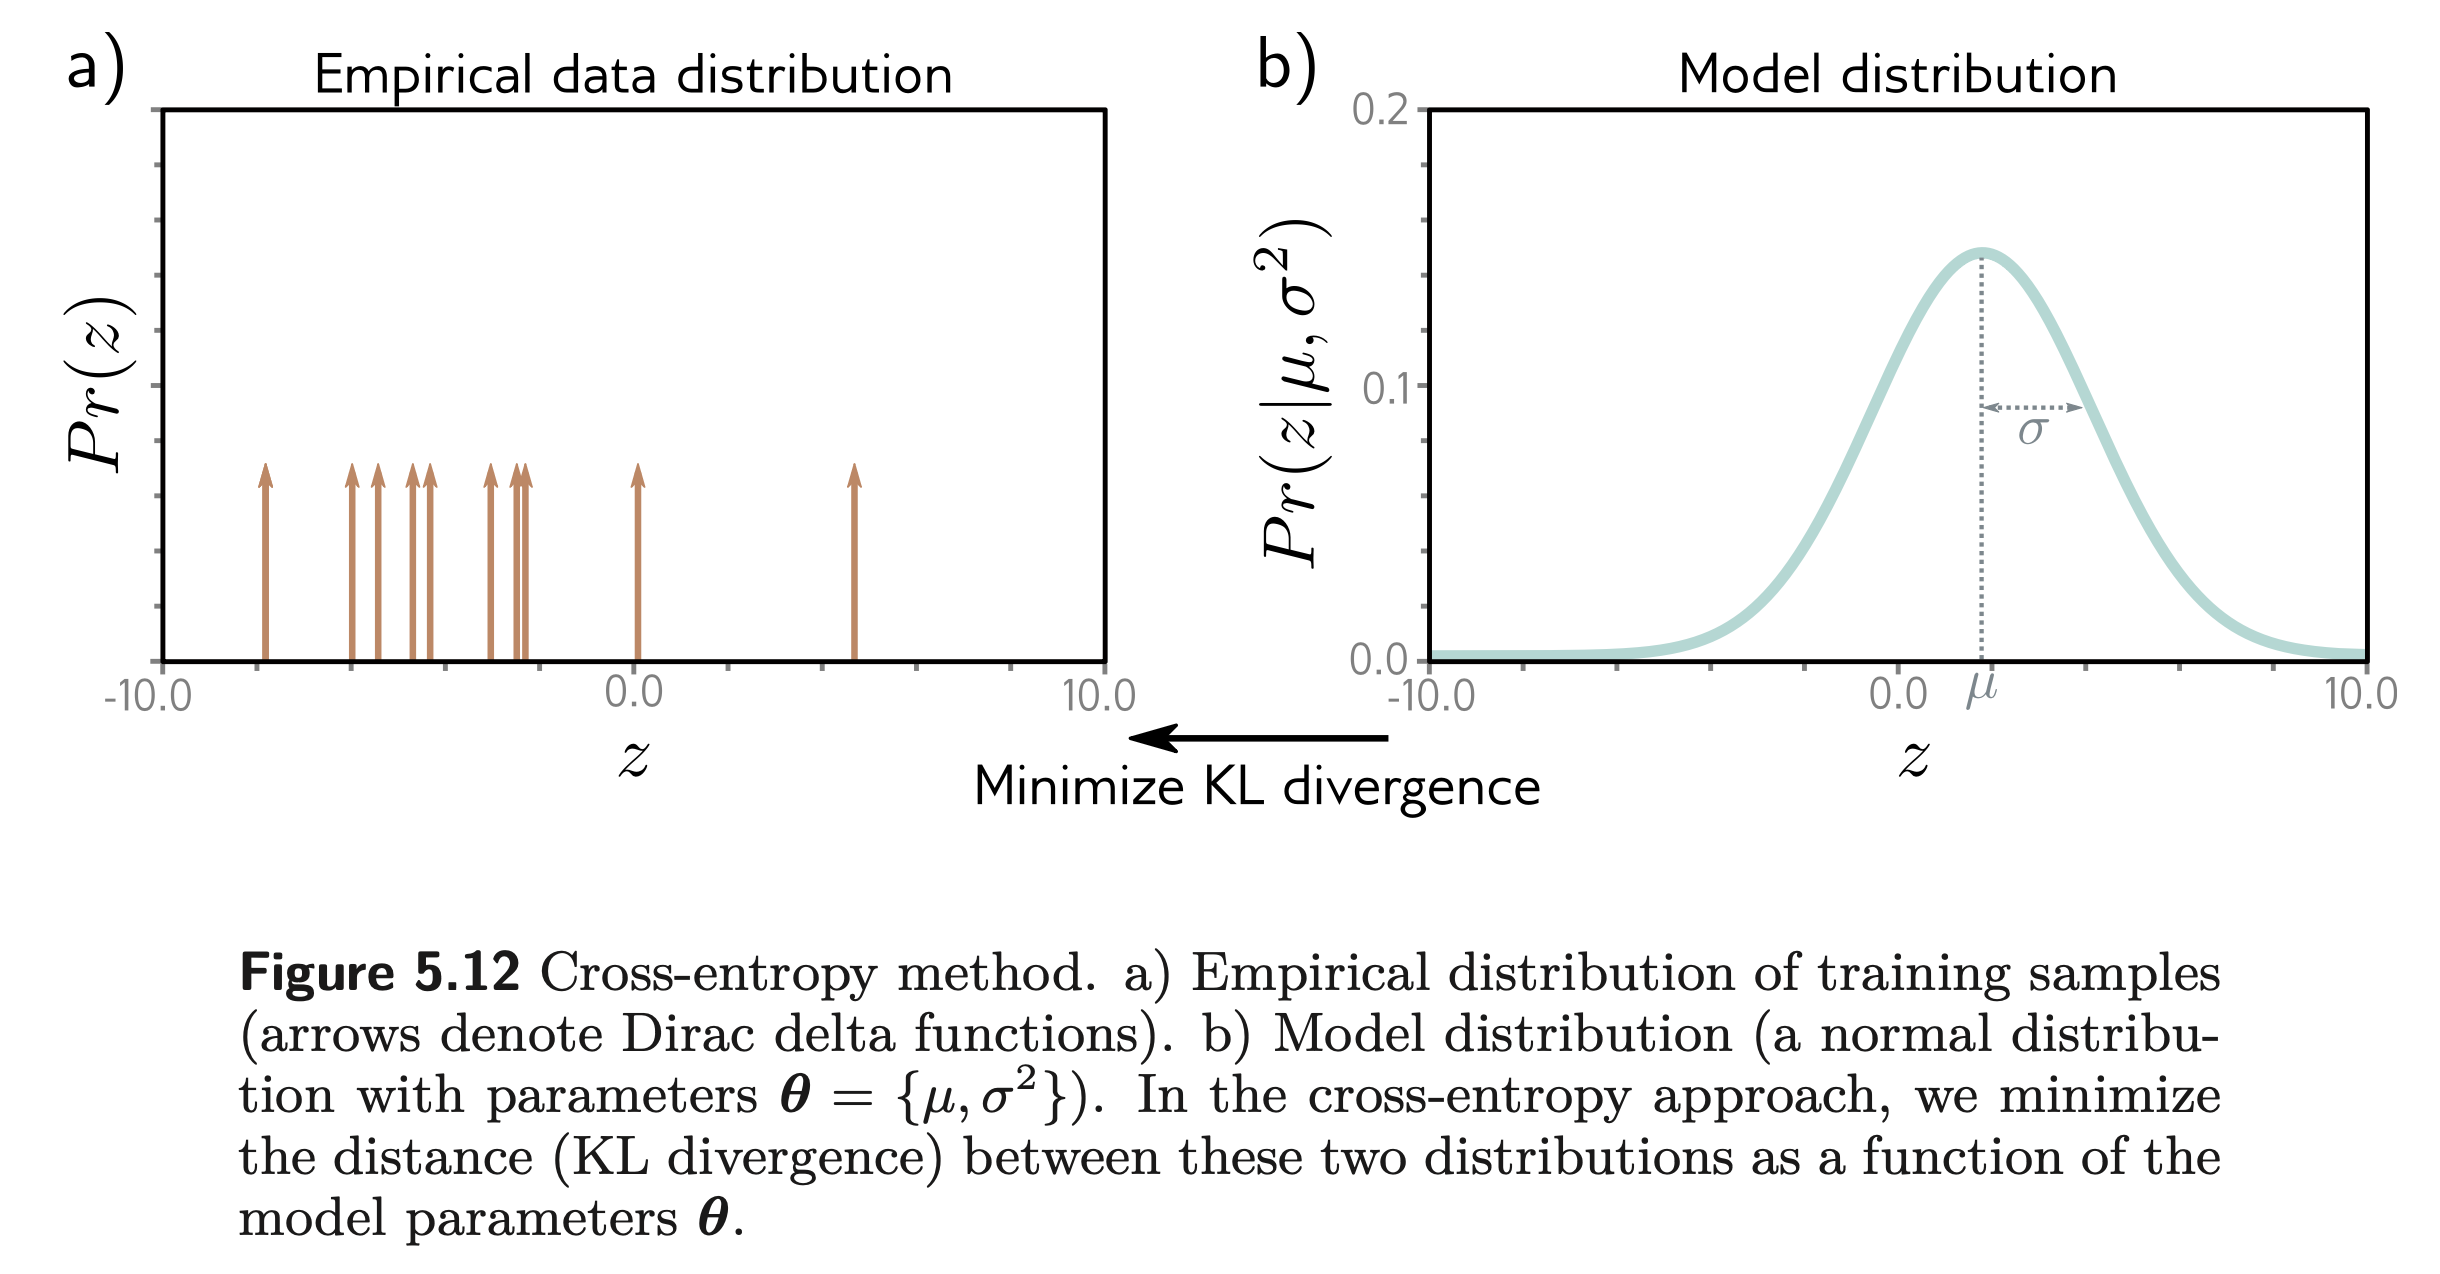 a)
Empirical data distribution
Pr(z)
-10.0
0.0
10.0
z
b)
Model distribution
0.2
0.1
0.0
Pr(z|μ, σ²)
σ
-10.0
0.0
μ
10.0
z
Minimize KL divergence
Figure 5.12 Cross-entropy method. a) Empirical distribution of training samples
(arrows denote Dirac delta functions). b) Model distribution (a normal distribu-
tion with parameters θ = {μ, σ²}). In the cross-entropy approach, we minimize
the distance (KL divergence) between these two distributions as a function of the
model parameters θ.